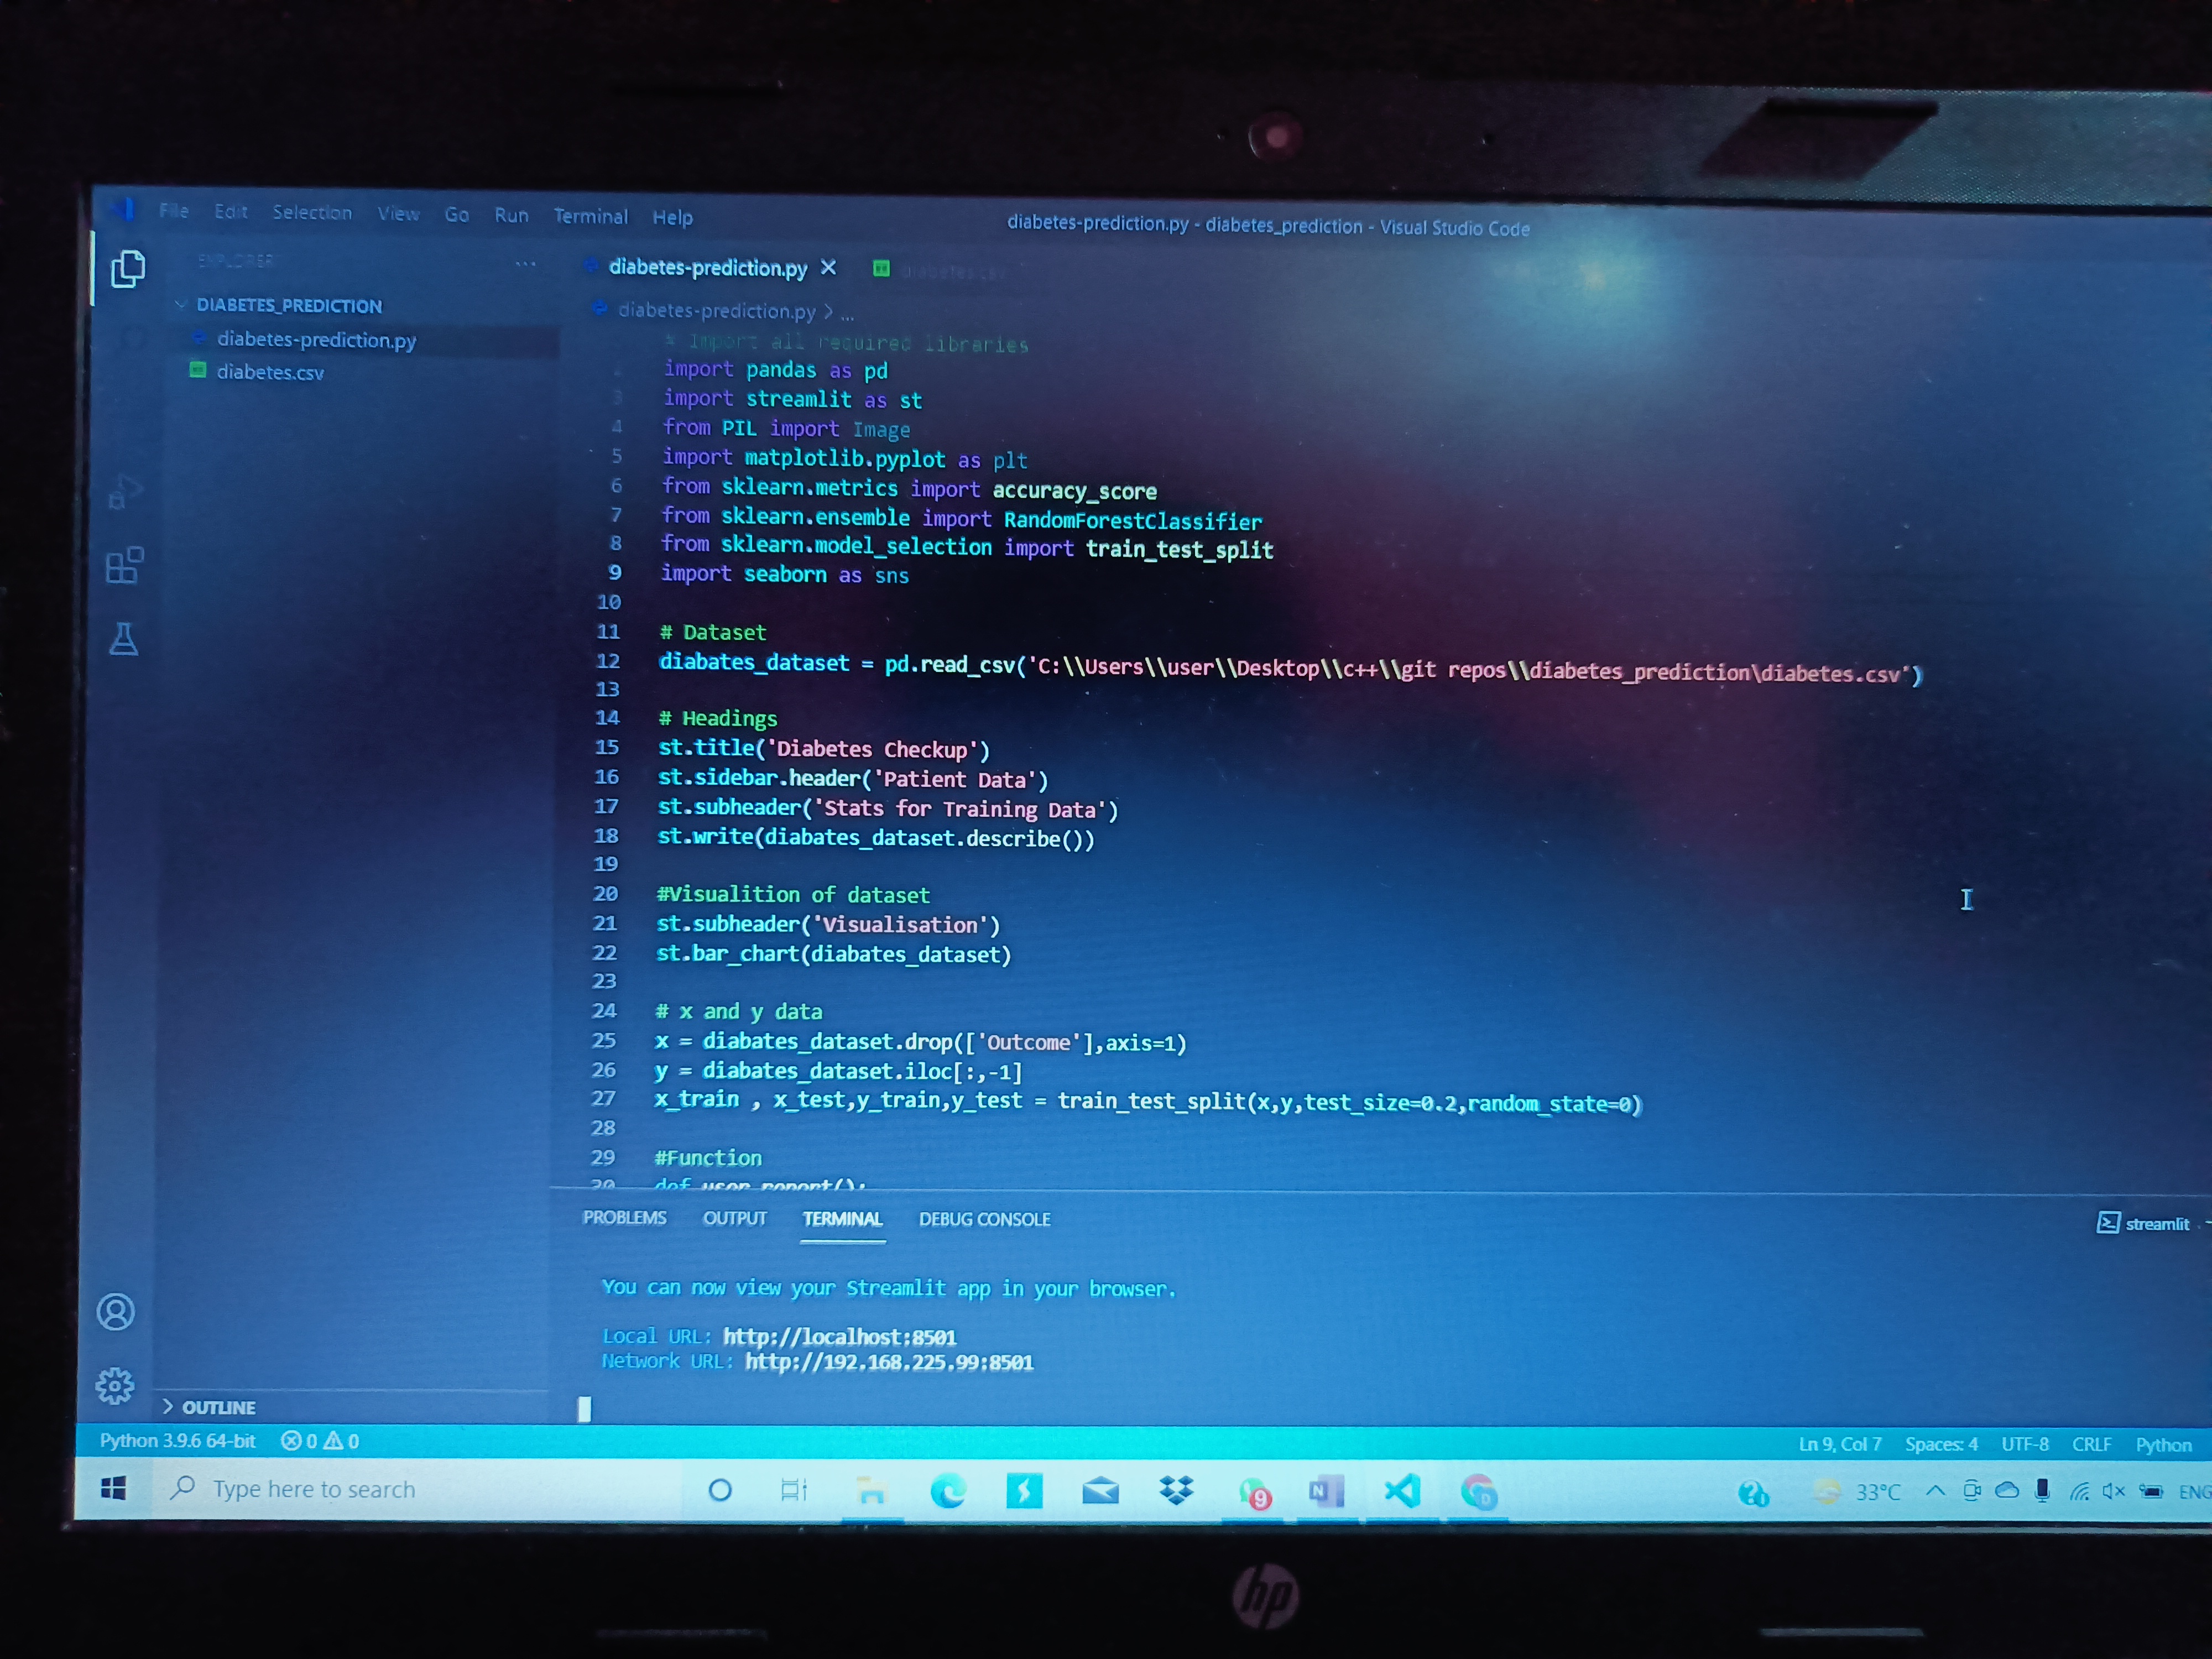 File Edit Selection View Go Run Terminal Help
diabetes-prediction.py - diabetes_prediction - Visual Studio Code
EXPLORER ...
DIABETES_PREDICTION
diabetes-prediction.py
diabetes.csv
OUTLINE
diabetes-prediction.py × diabetes.csv
diabetes-prediction.py > ...
# Import all required libraries
import pandas as pd
3 import streamlit as st
4 from PIL import Image
5 import matplotlib.pyplot as plt
6 from sklearn.metrics import accuracy_score
7 from sklearn.ensemble import RandomForestClassifier
8 from sklearn.model_selection import train_test_split
9 import seaborn as sns
10
11 # Dataset
12 diabates_dataset = pd.read_csv('C:\\Users\\user\\Desktop\\c++\\git repos\\diabetes_prediction\diabetes.csv')
13
14 # Headings
15 st.title('Diabetes Checkup')
16 st.sidebar.header('Patient Data')
17 st.subheader('Stats for Training Data')
18 st.write(diabates_dataset.describe())
19
20 #Visualition of dataset
21 st.subheader('Visualisation')
22 st.bar_chart(diabates_dataset)
23
24 # x and y data
25 x = diabates_dataset.drop(['Outcome'],axis=1)
26 y = diabates_dataset.iloc[:,-1]
27 x_train , x_test,y_train,y_test = train_test_split(x,y,test_size=0.2,random_state=0)
28
29 #Function
30 def user_report():
PROBLEMS OUTPUT TERMINAL DEBUG CONSOLE
streamlit
You can now view your Streamlit app in your browser.
Local URL: http://localhost:8501
Network URL: http://192.168.225.99:8501
Python 3.9.6 64-bit 0 0
Ln 9, Col 7 Spaces: 4 UTF-8 CRLF Python
Type here to search
9
N
D
33°C
ENG
hp